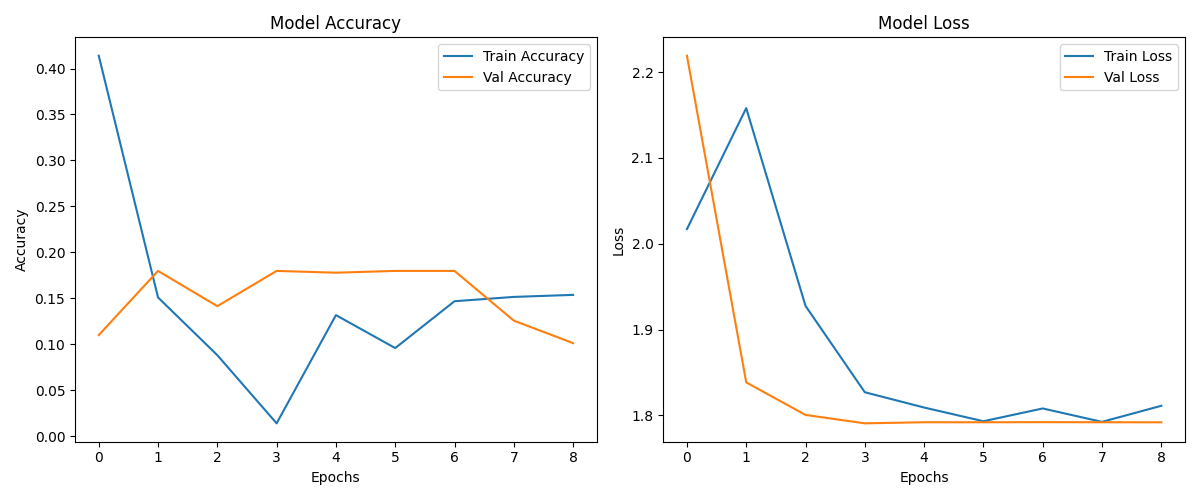 Model Accuracy
Train Accuracy
Val Accuracy
0.40
0.35
0.30
0.25
0.20
0.15
0.10
0.05
0.00
Accuracy
0 1 2 3 4 5 6 7 8
Epochs
Model Loss
Train Loss
Val Loss
2.2
2.1
2.0
1.9
1.8
Loss
0 1 2 3 4 5 6 7 8
Epochs